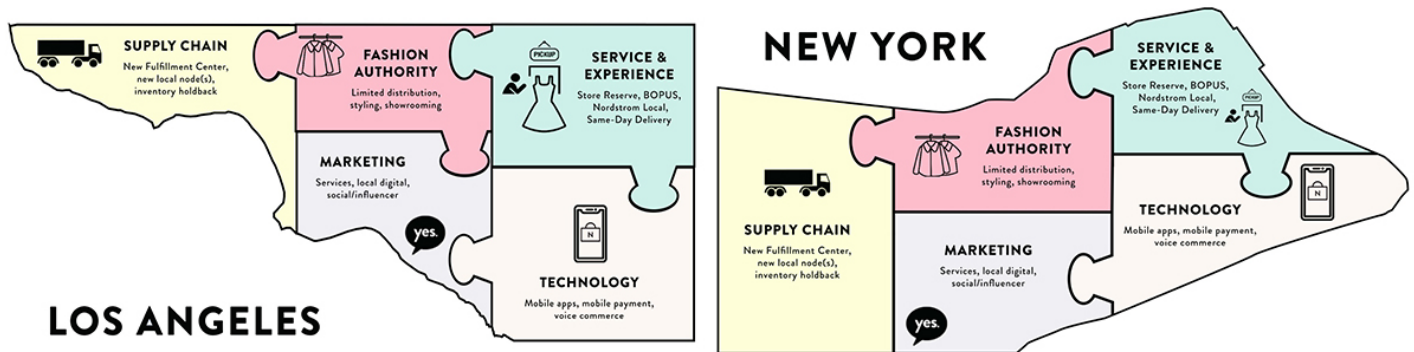 SUPPLY CHAIN
New Fulfillment Center,
new local node(s),
inventory holdback
FASHION
AUTHORITY
Limited distribution,
styling, showrooming
PICKUP
SERVICE &
EXPERIENCE
Store Reserve, BOPUS,
Nordstrom Local,
Same-Day Delivery
MARKETING
Services, local digital,
social/influencer
yes.
N
TECHNOLOGY
Mobile apps, mobile payment,
voice commerce
LOS ANGELES
NEW YORK
SERVICE &
EXPERIENCE
Store Reserve, BOPUS,
Nordstrom Local,
Same-Day Delivery
PICKUP
FASHION
AUTHORITY
Limited distribution,
styling, showrooming
SUPPLY CHAIN
New Fulfillment Center,
new local node(s),
inventory holdback
MARKETING
Services, local digital,
social/influencer
yes.
N
TECHNOLOGY
Mobile apps, mobile payment,
voice commerce